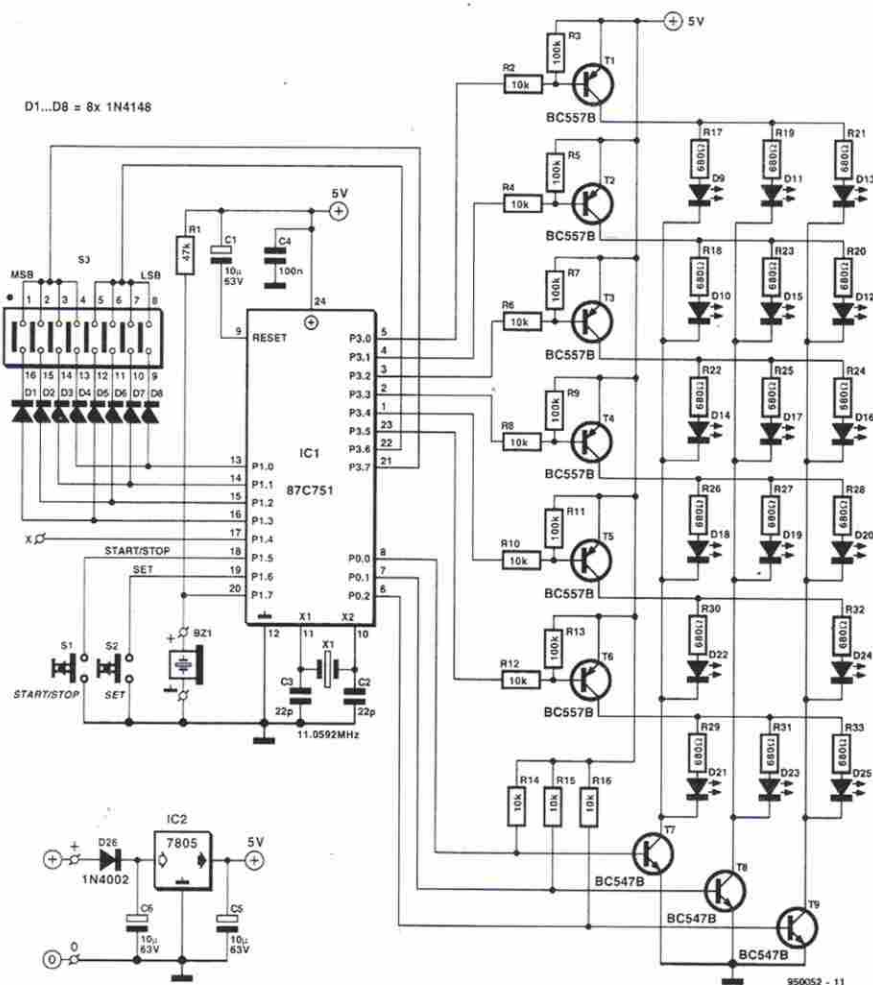 5V
R3
100k
R2
10k
T1
BC557B
D1...D8 = 8x 1N4148
R17
680Ω
D9
R19
680Ω
D11
R21
680Ω
D13
R5
100k
R4
10k
T2
BC557B
5V
R1
47k
C1
10µ
63V
C4
100n
S3
MSB
LSB
1 2 3 4 5 6 7 8
16 15 14 13 12 11 10 9
D1 D2 D3 D4 D5 D6 D7 D8
R18
680Ω
D10
R23
680Ω
D15
R20
680Ω
D12
R7
100k
R6
10k
T3
BC557B
24
9 RESET
P3.0 5
P3.1 4
P3.2 3
P3.3 2
P3.4 1
P3.5 23
P3.6 22
P3.7 21
IC1
87C751
13 P1.0
14 P1.1
15 P1.2
16 P1.3
X 17 P1.4
START/STOP 18 P1.5
SET 19 P1.6
20 P1.7
P0.0 8
P0.1 7
P0.2 6
X1 X2
12 11 10
R22
680Ω
D14
R25
680Ω
D17
R24
680Ω
D16
R9
100k
R8
10k
T4
BC557B
R26
680Ω
D18
R27
680Ω
D19
R28
680Ω
D20
R11
100k
R10
10k
T5
BC557B
R30
680Ω
D22
R32
680Ω
D24
R13
100k
R12
10k
T6
BC557B
R29
680Ω
D21
R31
680Ω
D23
R33
680Ω
D25
S1
START/STOP
S2
SET
+
BZ1
X1
C3
22p
C2
22p
11.0592MHz
R14
10k
R15
10k
R16
10k
T7
BC547B
T8
BC547B
T9
BC547B
+
D26
1N4002
IC2
7805
5V
C6
10µ
63V
C5
10µ
63V
0
0
950052 - 11